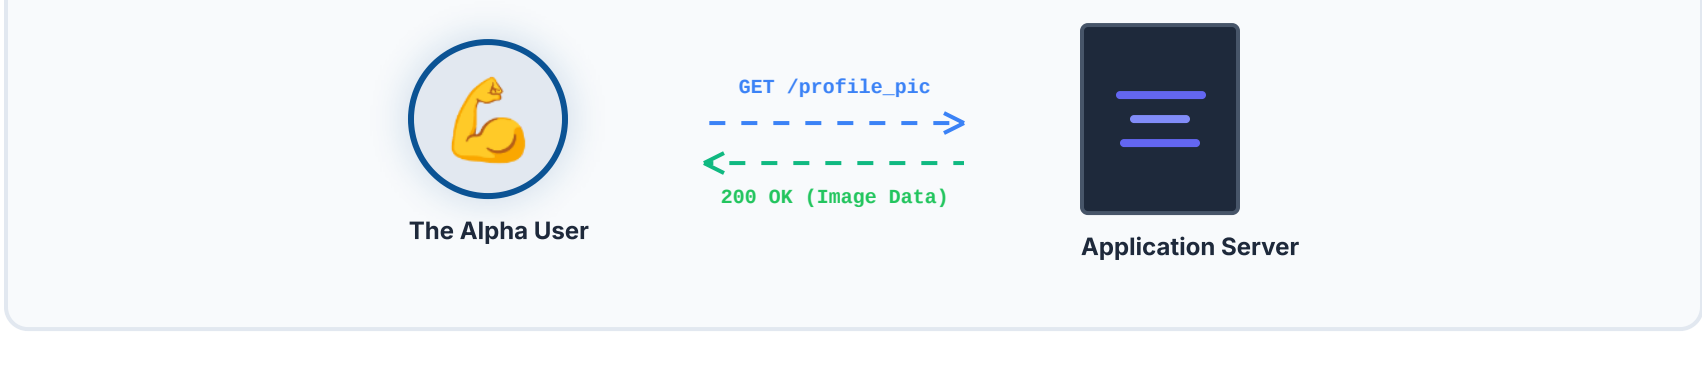 GET /profile_pic
200 OK (Image Data)
The Alpha User
Application Server